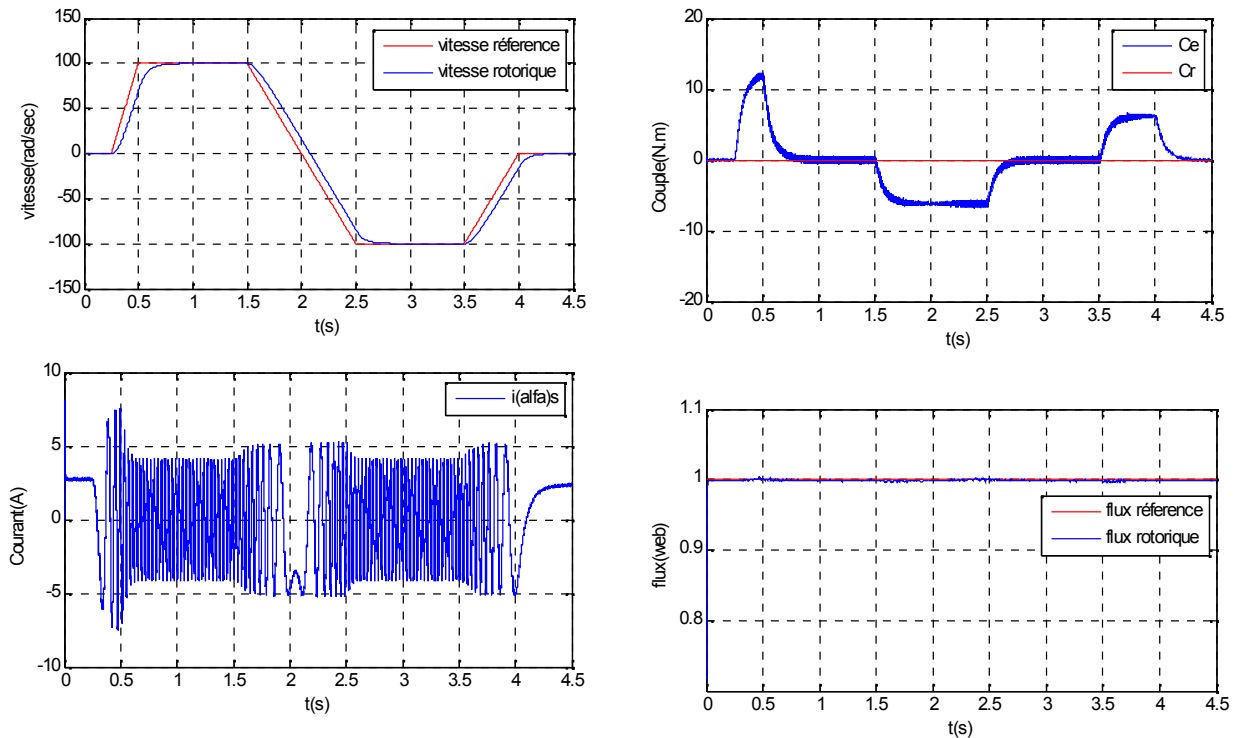 150
100
50
0
-50
-100
-150
vitesse(rad/sec)
vitesse réference
vitesse rotorique
0 0.5 1 1.5 2 2.5 3 3.5 4 4.5
t(s)
20
10
0
-10
-20
Couple(N.m)
Ce
Cr
0 0.5 1 1.5 2 2.5 3 3.5 4 4.5
t(s)
10
5
0
-5
-10
Courant(A)
i(alfa)s
0 0.5 1 1.5 2 2.5 3 3.5 4 4.5
t(s)
1.1
1
0.9
0.8
flux(web)
flux réference
flux rotorique
0 0.5 1 1.5 2 2.5 3 3.5 4 4.5
t(s)